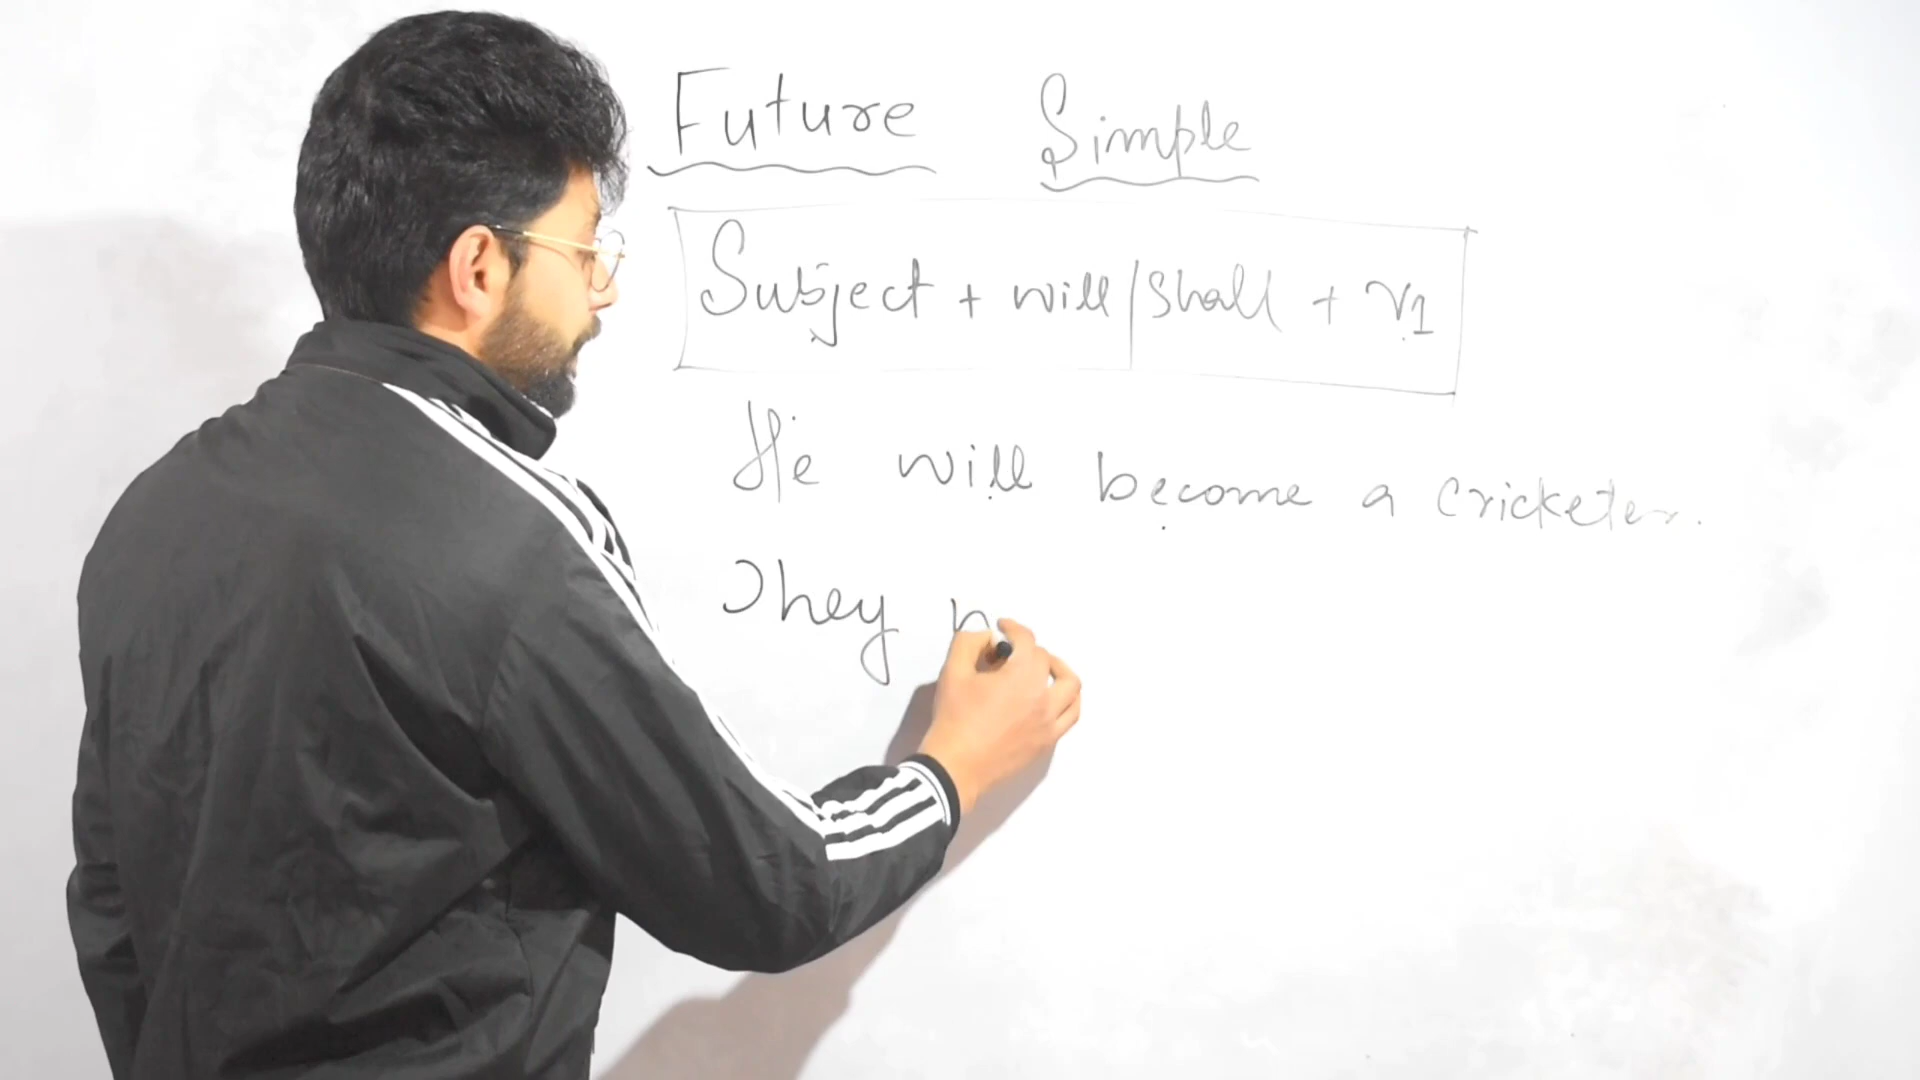 Future Simple
Subject + will/shall + v1
He will become a cricketer.
They